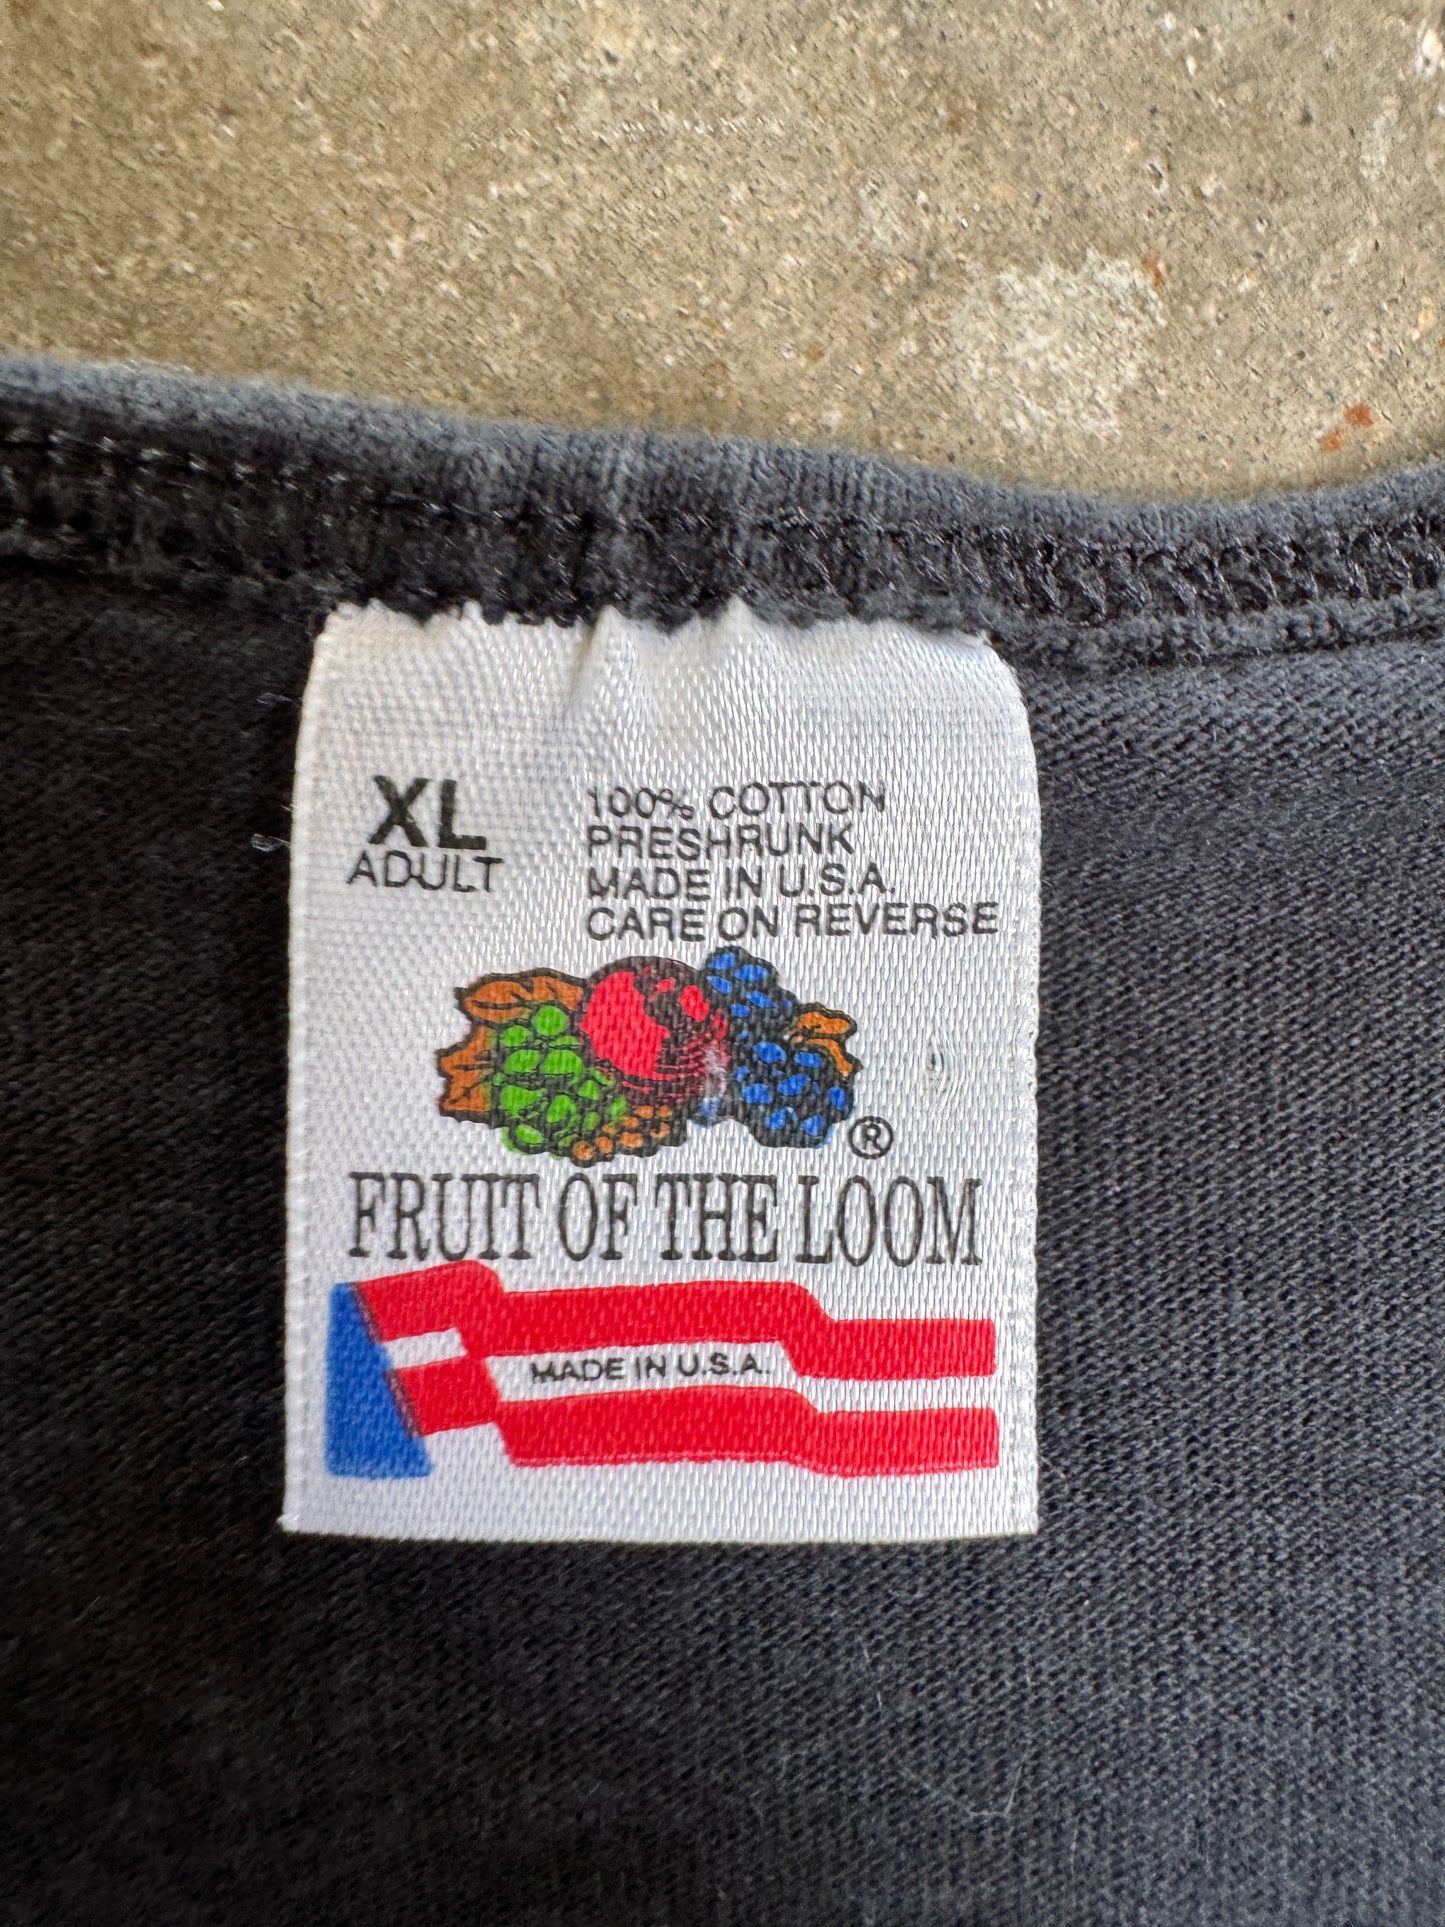 XL
ADULT
100% COTTON
PRESHRUNK
MADE IN U.S.A.
CARE ON REVERSE
®
FRUIT OF THE LOOM
MADE IN U.S.A.